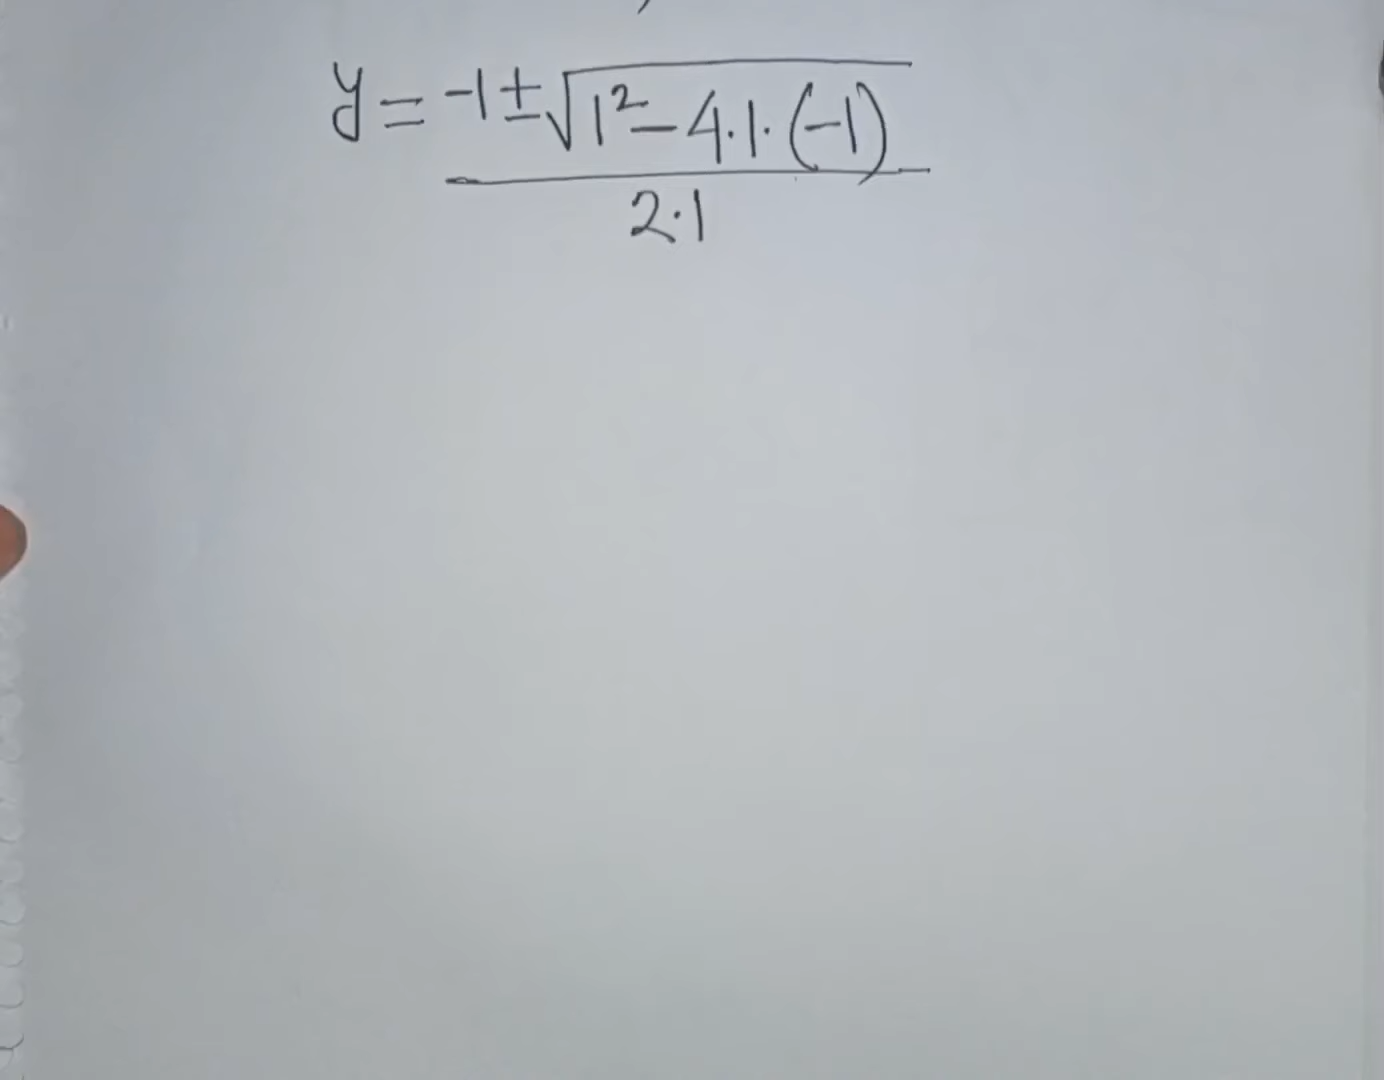 y = -1 ± √(1² - 4·1·(-1)) / 2·1